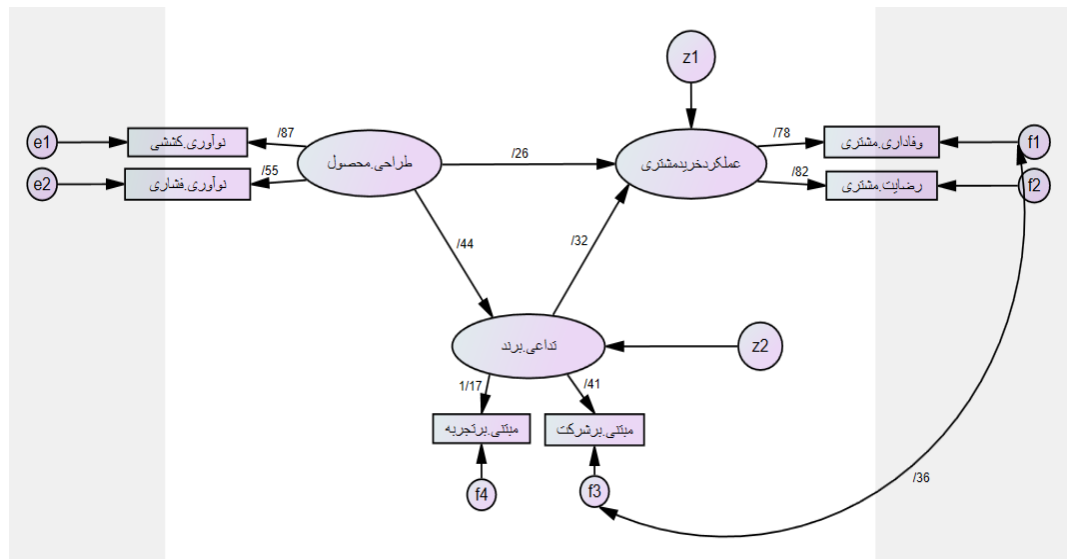 z1
e1
نوآوری.کششی
/87
طراحی.محصول
/26
عملکردخریدمشتری
/78
وفاداری.مشتری
f1
e2
نوآوری.فشاری
/55
/82
رضایت.مشتری
f2
/44
/32
تداعی.برند
z2
1/17
/41
مبتنی.برتجربه
مبتنی.برشرکت
/36
f4
f3